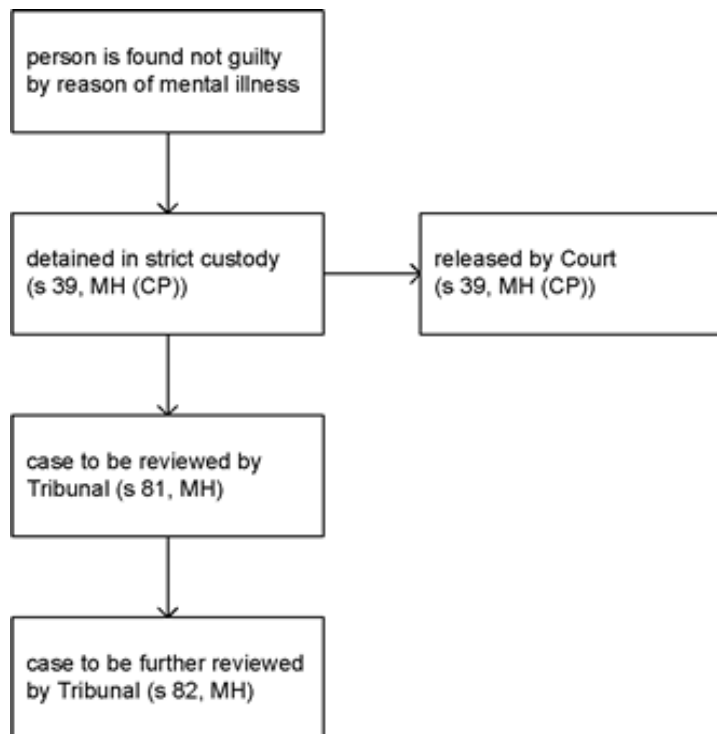 person is found not guilty
by reason of mental illness
detained in strict custody
(s 39, MH (CP))
released by Court
(s 39, MH (CP))
case to be reviewed by
Tribunal (s 81, MH)
case to be further reviewed
by Tribunal (s 82, MH)